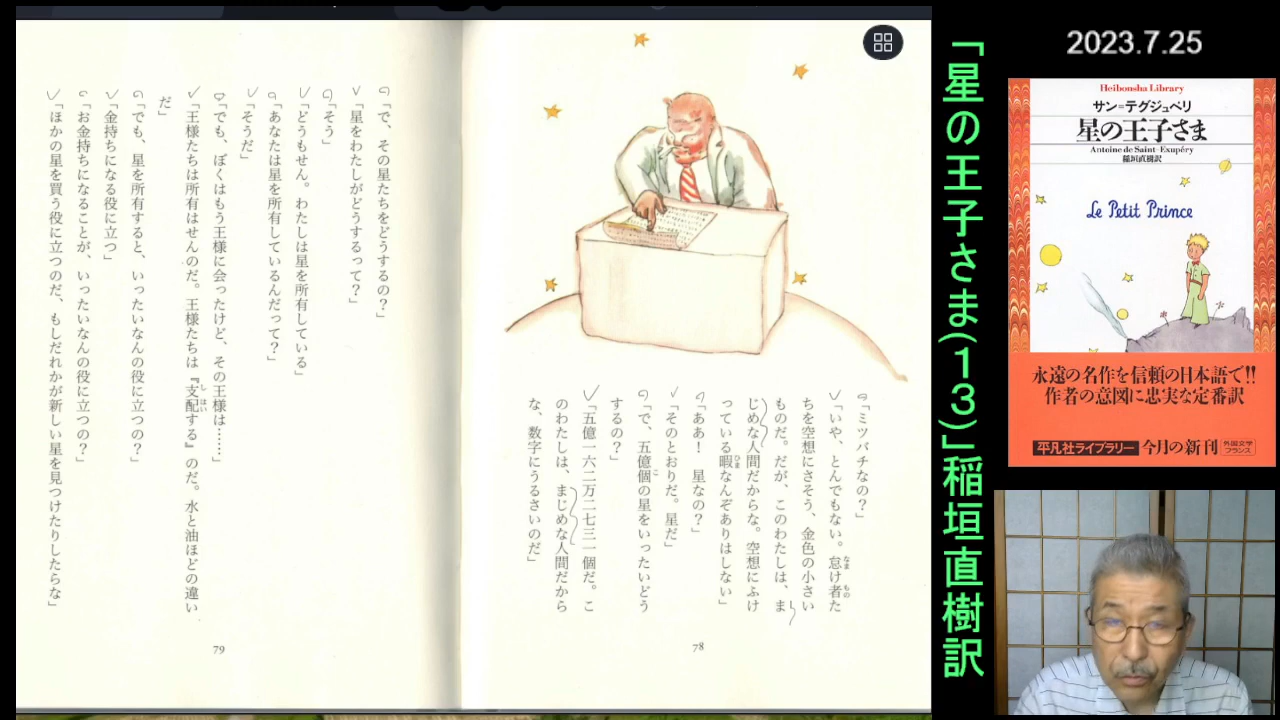 「ミツバチなの?」
「いや、とんでもない。怠け者た
ちを空想にさそう、金色の小さい
ものだ。だが、このわたしは、ま
じめな人間だからな。空想にふけ
っている暇なんぞありはしない」
「ああ! 星なの?」
「そのとおりだ。星だ」
「で、五億個の星をいったいどう
するの?」
「五億一六二万二七三一個だ。こ
のわたしは、まじめな人間だから
な、数字にうるさいのだ」
78
「で、その星たちをどうするの?」
「星をわたしがどうするって?」
「そう」
「どうもせん。わたしは星を所有している」
「あなたは星を所有しているんだって?」
「そうだ」
「でも、ぼくはもう王様に会ったけど、その王様は……」
「王様たちは所有はせんのだ。王様たちは『支配する』のだ。水と油ほどの違い
だ」
「でも、星を所有すると、いったいなんの役に立つの?」
「金持ちになる役に立つ」
「お金持ちになることが、いったいなんの役に立つの?」
「ほかの星を買う役に立つのだ、もしだれかが新しい星を見つけたりしたらな」
79
「星の王子さま(13)」稲垣直樹訳
2023.7.25
Heibonsha Library
サン=テグジュペリ
星の王子さま
Antoine de Saint-Exupéry
稲垣直樹訳
Le Petit Prince
永遠の名作を信頼の日本語で!!
作者の意図に忠実な定番訳
平凡社ライブラリー 今月の新刊 外国文学 フランス